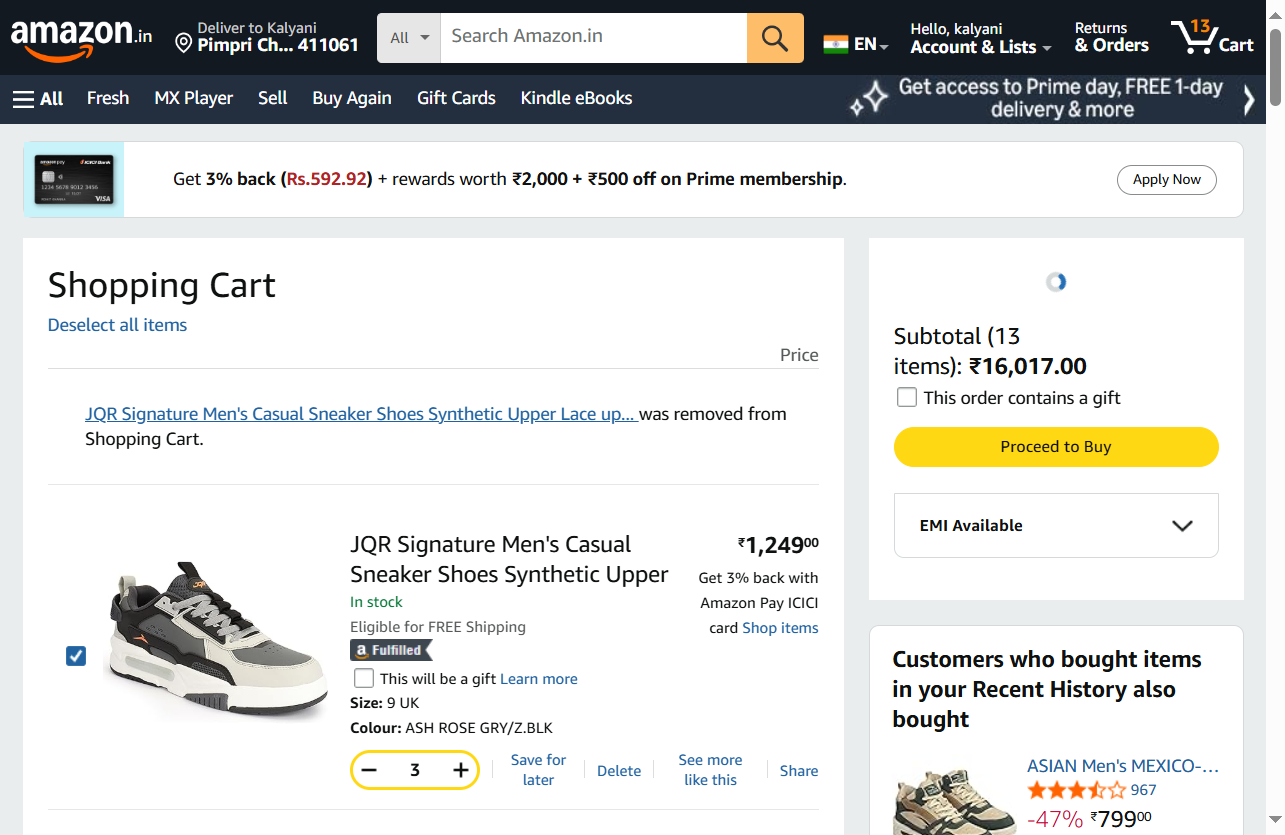 amazon.in
Deliver to Kalyani
Pimpri Ch... 411061
All
Search Amazon.in
EN
Hello, kalyani
Account & Lists
Returns
& Orders
13
Cart
All
Fresh
MX Player
Sell
Buy Again
Gift Cards
Kindle eBooks
Get access to Prime day, FREE 1-day
delivery & more
amazon pay
ICICI Bank
1234 5678 9012 3456
VISA
Get 3% back (Rs.592.92) + rewards worth ₹2,000 + ₹500 off on Prime membership.
Apply Now
Shopping Cart
Deselect all items
Price
JQR Signature Men's Casual Sneaker Shoes Synthetic Upper Lace up... was removed from
Shopping Cart.
JQR Signature Men's Casual
Sneaker Shoes Synthetic Upper
In stock
Eligible for FREE Shipping
a Fulfilled
This will be a gift Learn more
Size: 9 UK
Colour: ASH ROSE GRY/Z.BLK
3
Save for
later
Delete
See more
like this
Share
₹1,24900
Get 3% back with
Amazon Pay ICICI
card Shop items
Subtotal (13
items): ₹16,017.00
This order contains a gift
Proceed to Buy
EMI Available
Customers who bought items
in your Recent History also
bought
ASIAN Men's MEXICO-...
967
-47% ₹79900